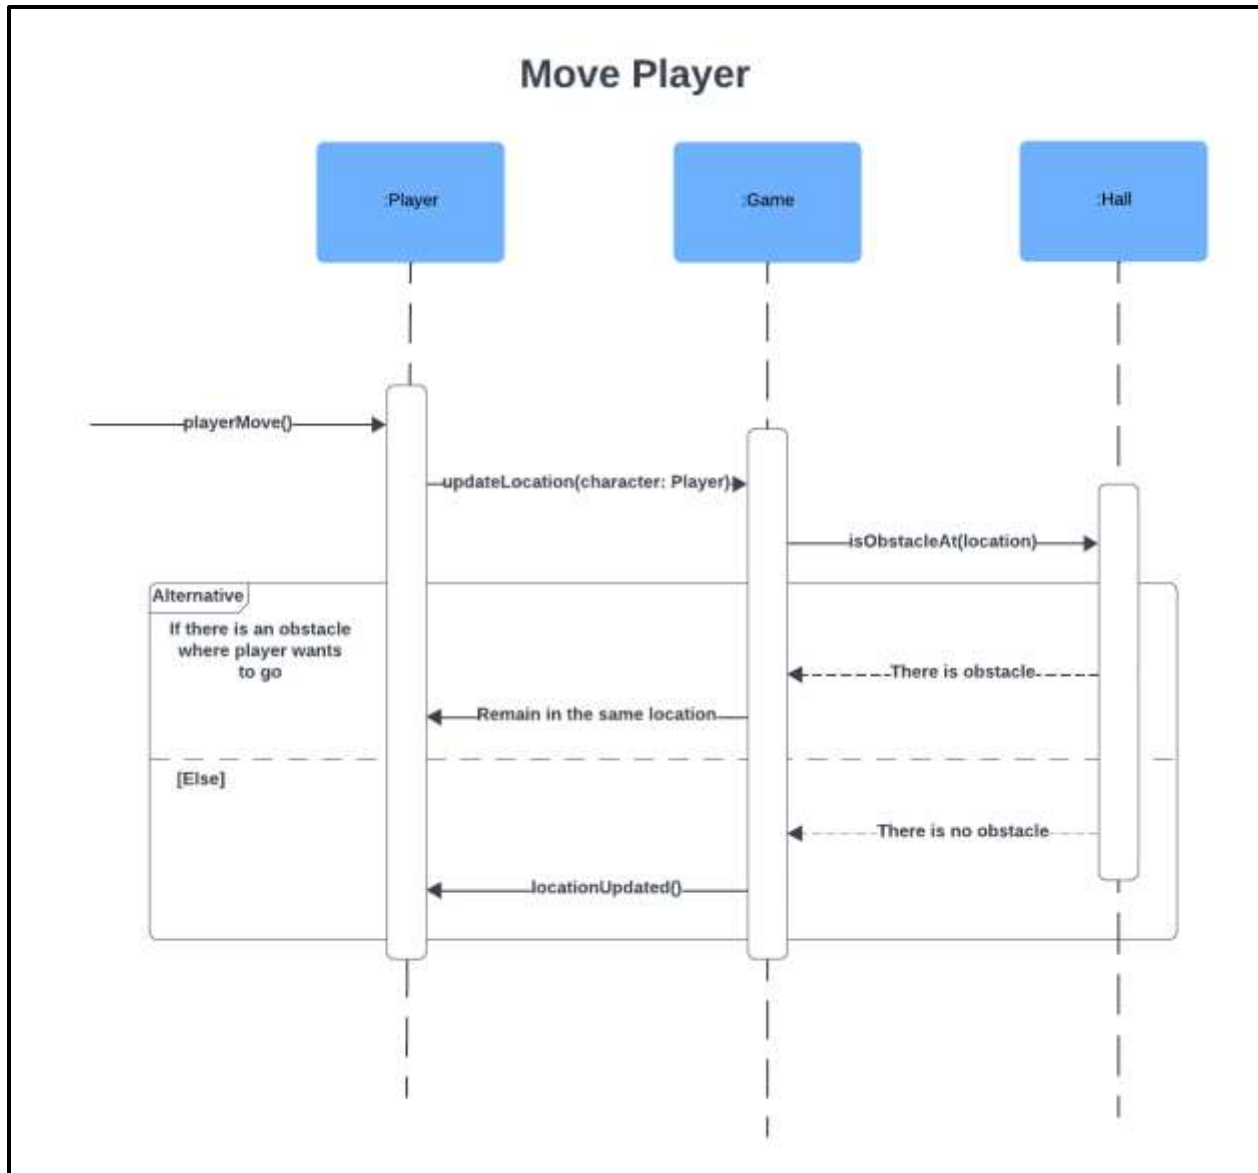 Move Player
:Player
:Game
:Hall
playerMove()
updateLocation(character: Player)
isObstacleAt(location)
Alternative
If there is an obstacle
where player wants
to go
There is obstacle
Remain in the same location
[Else]
There is no obstacle
locationUpdated()